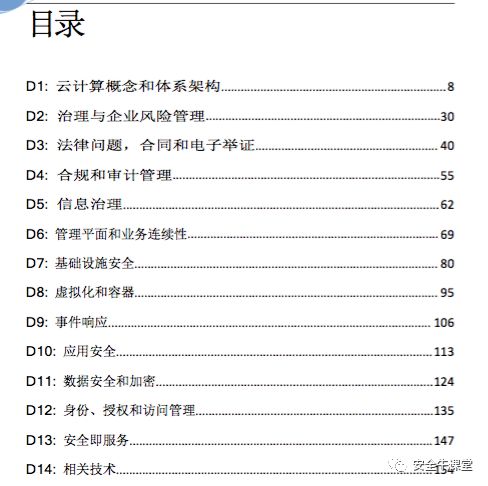 目录
D1: 云计算概念和体系架构........8
D2: 治理与企业风险管理........30
D3: 法律问题，合同和电子举证........40
D4: 合规和审计管理........55
D5: 信息治理........62
D6: 管理平面和业务连续性........69
D7: 基础设施安全........80
D8: 虚拟化和容器........95
D9: 事件响应........106
D10: 应用安全........113
D11: 数据安全和加密........124
D12: 身份、授权和访问管理........135
D13: 安全即服务........147
D14: 相关技术........154
安全牛课堂